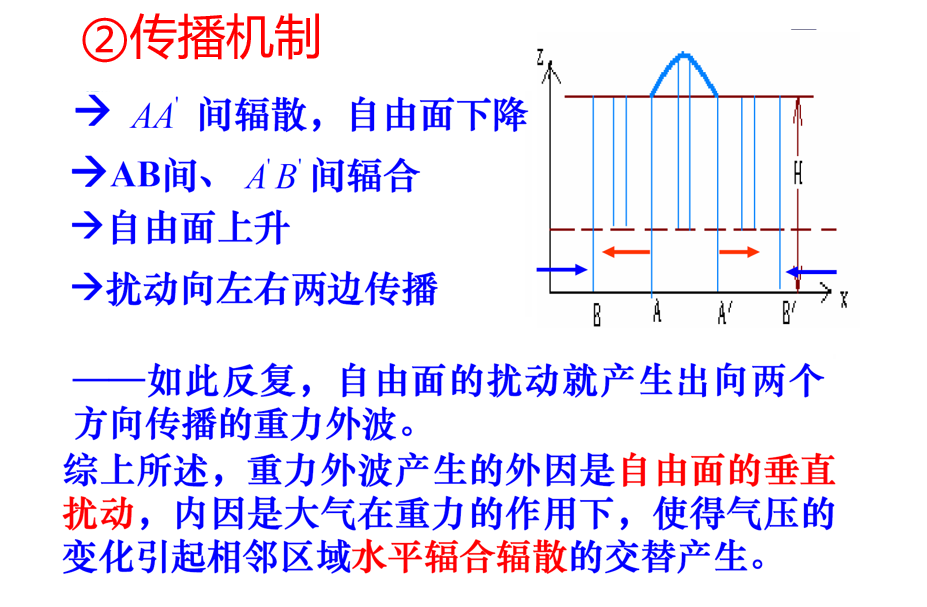 ②传播机制
→ AA' 间辐散，自由面下降
→AB间、 A'B' 间辐合
→自由面上升
→扰动向左右两边传播
z
H
x
B
A
A'
B'
——如此反复，自由面的扰动就产生出向两个
方向传播的重力外波。
综上所述，重力外波产生的外因是自由面的垂直
扰动，内因是大气在重力的作用下，使得气压的
变化引起相邻区域水平辐合辐散的交替产生。